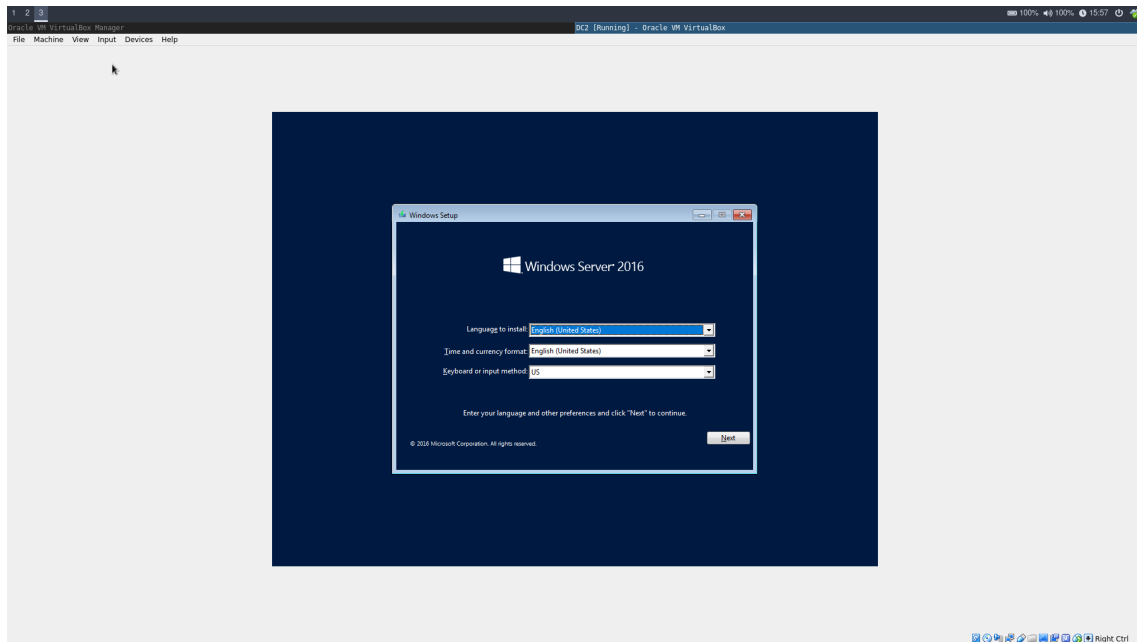 1 2 3
100% 100% 15:57
Oracle VM VirtualBox Manager
DC2 [Running] - Oracle VM VirtualBox
File Machine View Input Devices Help
Windows Setup
Windows Server 2016
Language to install: English (United States)
Time and currency format: English (United States)
Keyboard or input method: US
Enter your language and other preferences and click "Next" to continue.
Next
© 2016 Microsoft Corporation. All rights reserved.
Right Ctrl